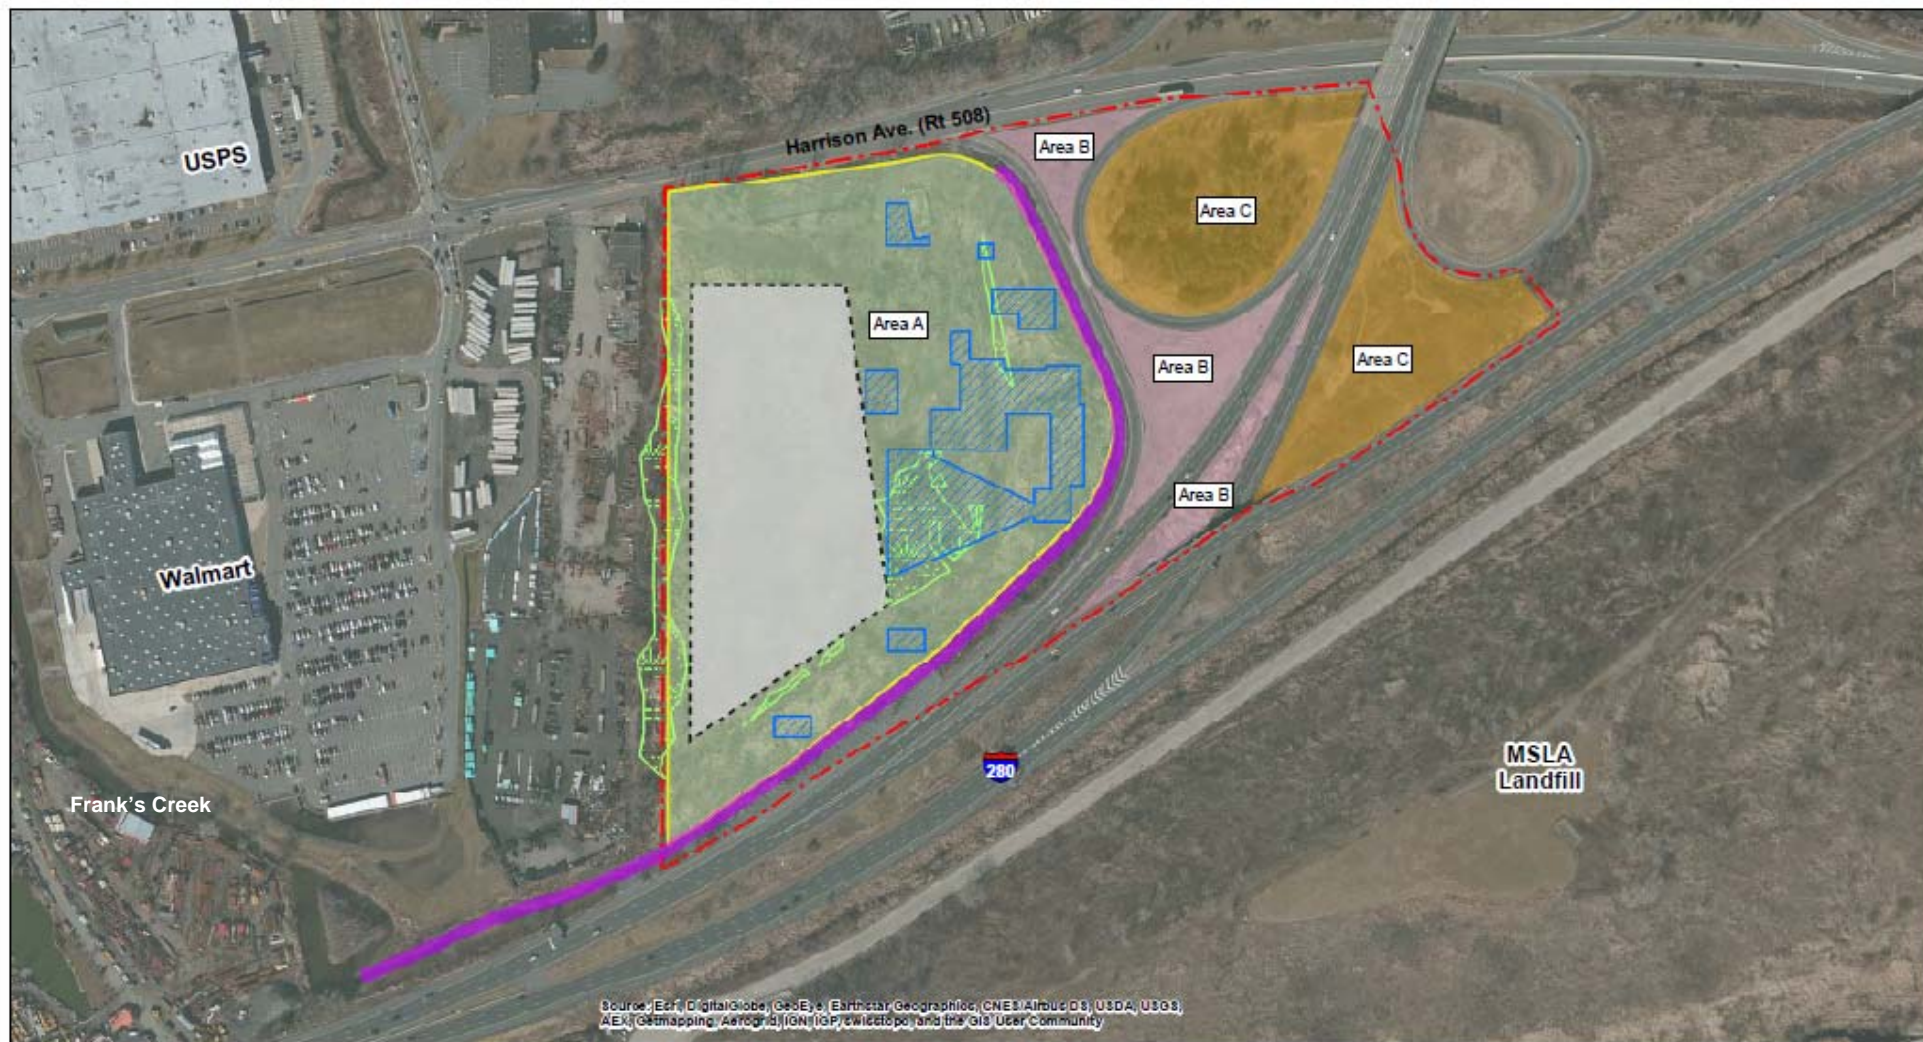 USPS
Harrison Ave. (Rt 508)
Area B
Area C
Area A
Area B
Area C
Area B
Walmart
280
MSLA
Landfill
Frank's Creek
Source: Esri, DigitalGlobe, GeoEye, Earthstar Geographics, CNES/Airbus DS, USDA, USGS,
AEX, Getmapping, Aerogrid, IGN, IGP, swisstopo, and the GIS User Community